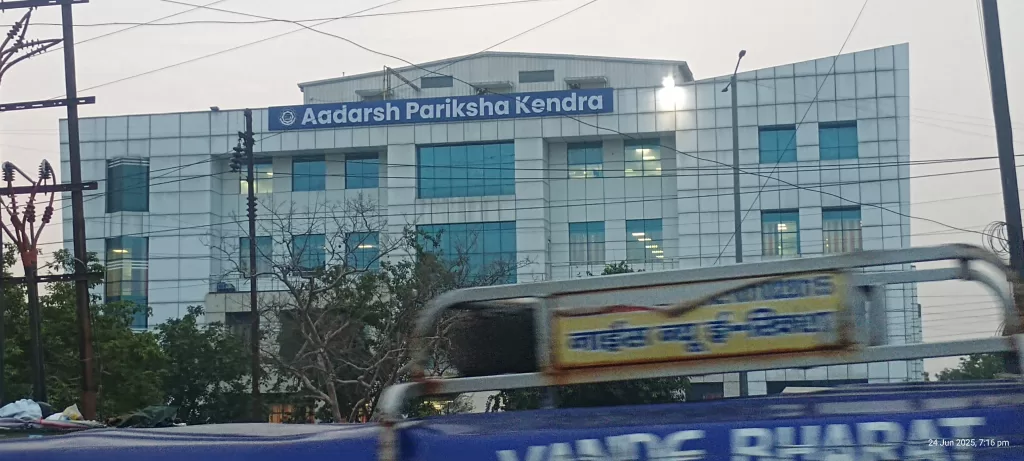 Aadarsh Pariksha Kendra
ई-रिक्शा
VANDE BHARAT
24 Jun 2025, 7:16 pm